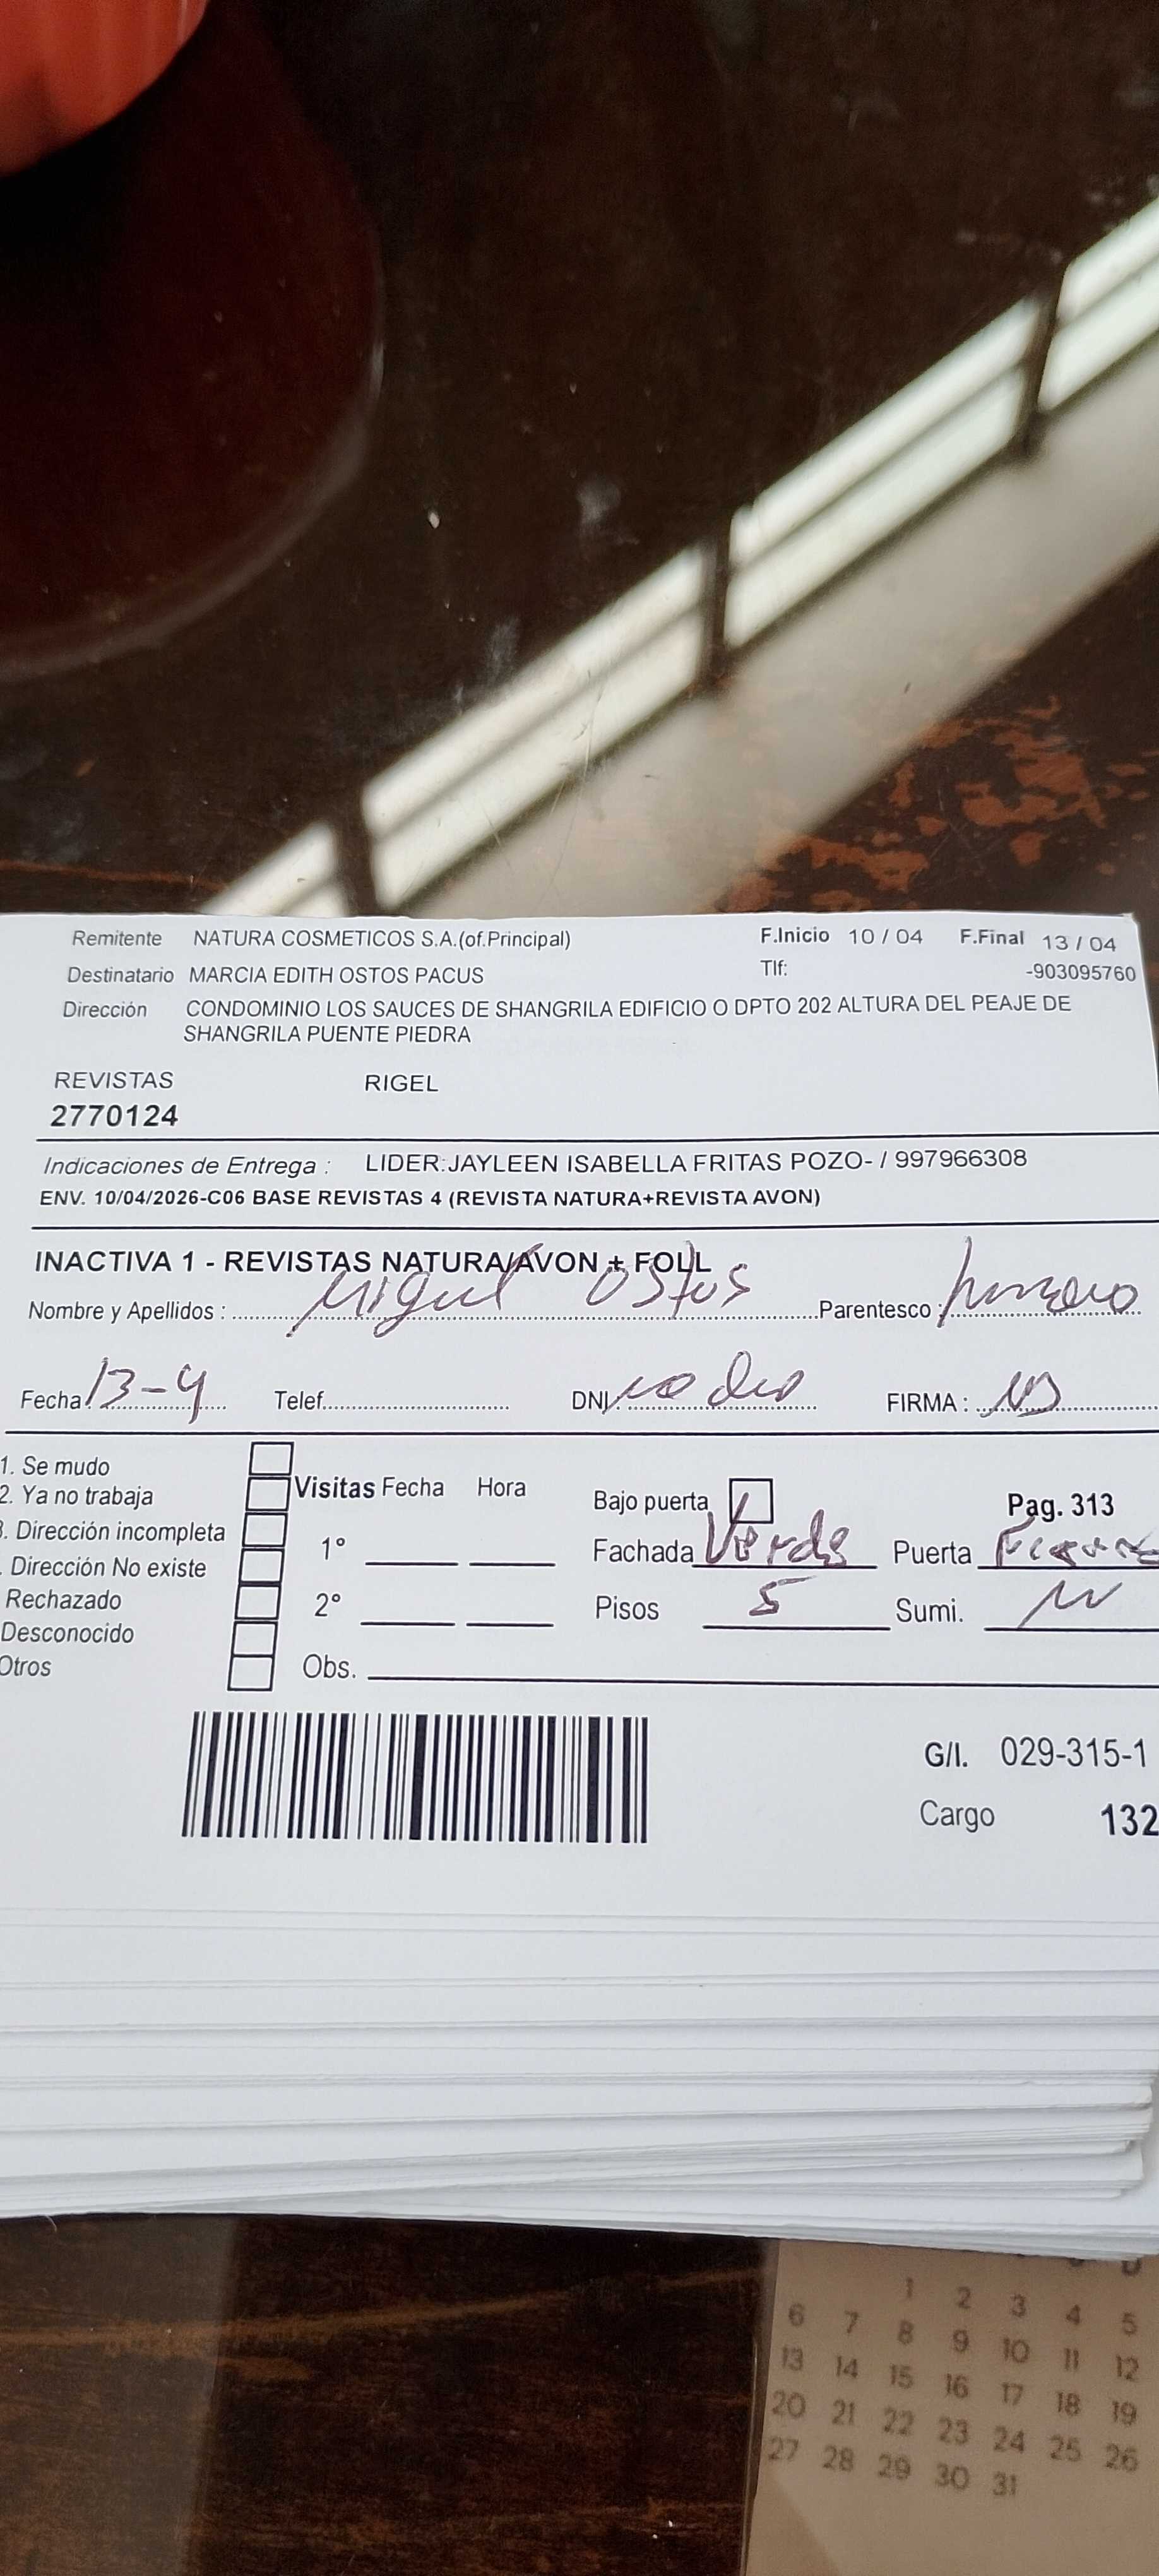 Remitente NATURA COSMETICOS S.A.(of.Principal) F.Inicio 10 / 04 F.Final 13 / 04
Destinatario MARCIA EDITH OSTOS PACUS Tlf: -903095760
Dirección CONDOMINIO LOS SAUCES DE SHANGRILA EDIFICIO O DPTO 202 ALTURA DEL PEAJE DE
SHANGRILA PUENTE PIEDRA
REVISTAS RIGEL
2770124
Indicaciones de Entrega : LIDER:JAYLEEN ISABELLA FRITAS POZO- / 997966308
ENV. 10/04/2026-C06 BASE REVISTAS 4 (REVISTA NATURA+REVISTA AVON)
INACTIVA 1 - REVISTAS NATURA/AVON + FOLL
Nombre y Apellidos : Miguel Ostos Parentesco :
Fecha 13-4 Telef. DNI no dio FIRMA :
1. Se mudo
2. Ya no trabaja Visitas Fecha Hora Bajo puerta Pag. 313
3. Dirección incompleta 1° Fachada Verde Puerta
. Dirección No existe
Rechazado 2° Pisos 5 Sumi.
Desconocido
Otros Obs.
G/I. 029-315-1
Cargo 132
D
1 2 3 4 5
6 7 8 9 10 11 12
13 14 15 16 17 18 19
20 21 22 23 24 25 26
27 28 29 30 31